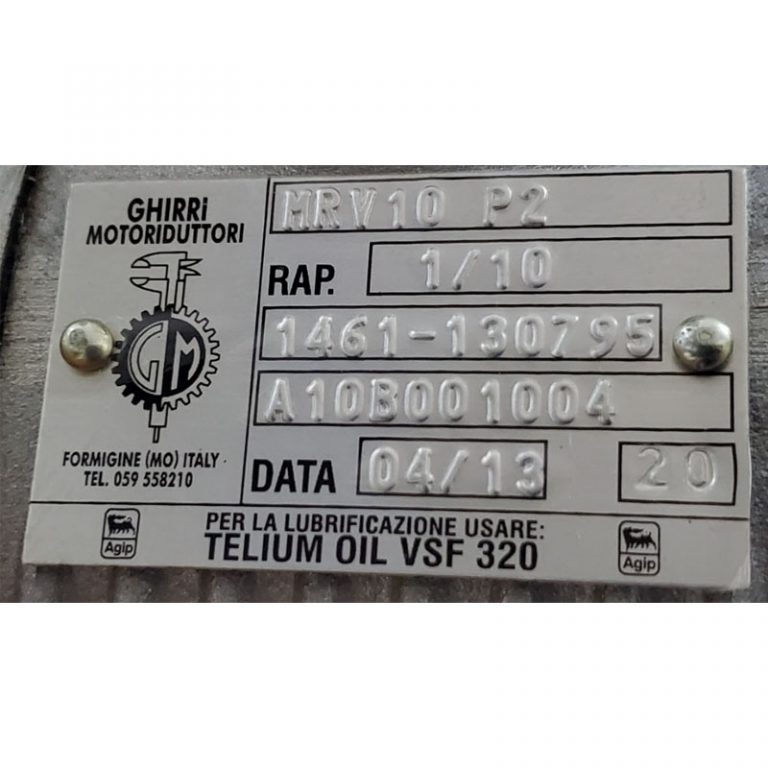 GHIRRi
MOTORIDUTTORI
GM
FORMIGINE (MO) ITALY
TEL. 059 558210
MRV10 P2
RAP. 1/10
1461-130795
A10B001004
DATA 04/13 20
Agip
PER LA LUBRIFICAZIONE USARE:
TELIUM OIL VSF 320
Agip